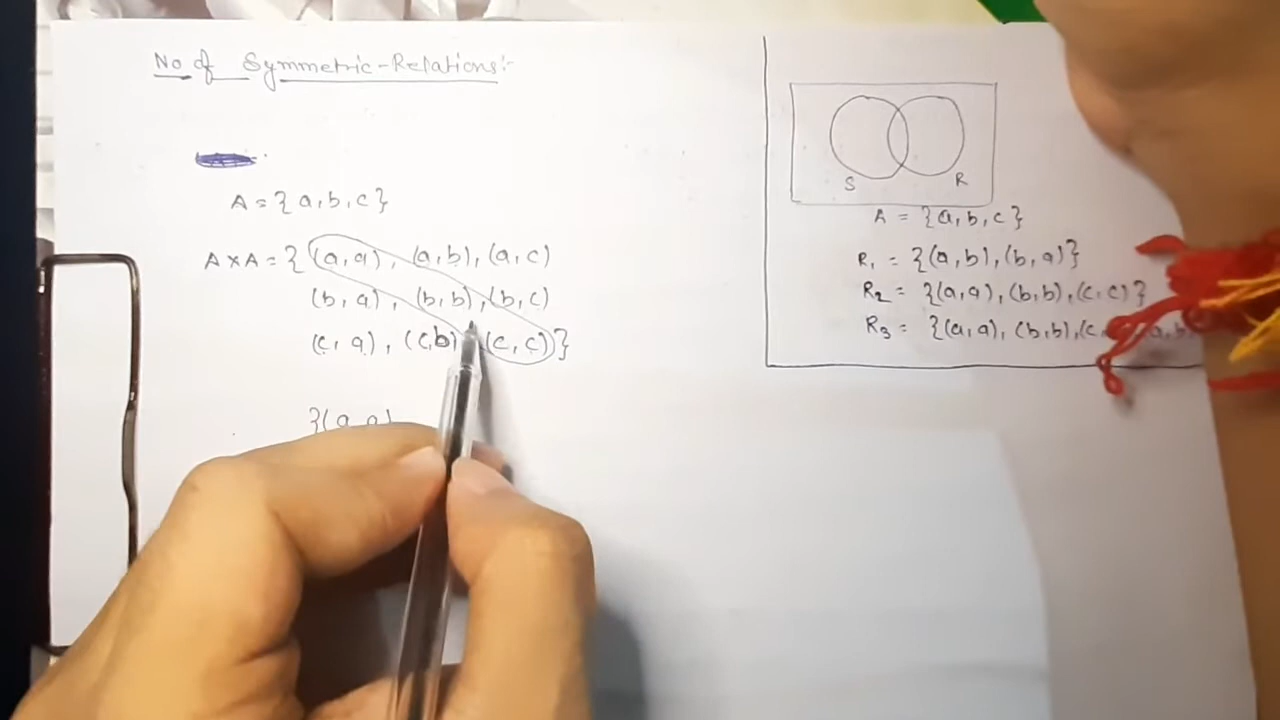 No of Symmetric-Relations:-
A = {a, b, c}
A×A = { (a, a), (a, b), (a, c)
(b, a), (b, b), (b, c)
(c, a), (c b) (c, c) }
{(a, a)
S R
A = {a, b, c}
R₁ = {(a, b), (b, a)}
R₂ = {(a, a), (b, b), (c, c)}
R₃ = {(a, a), (b, b), (c a, b